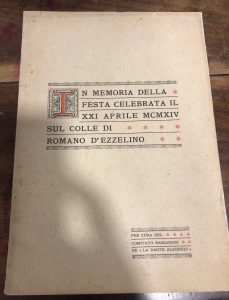 IN MEMORIA DELLA
FESTA CELEBRATA IL
XXI APRILE MCMXIV
SUL COLLE DI
ROMANO D'EZZELINO
PER CURA DEL
COMITATO BASSANESE
DE «LA DANTE ALIGHIERI»